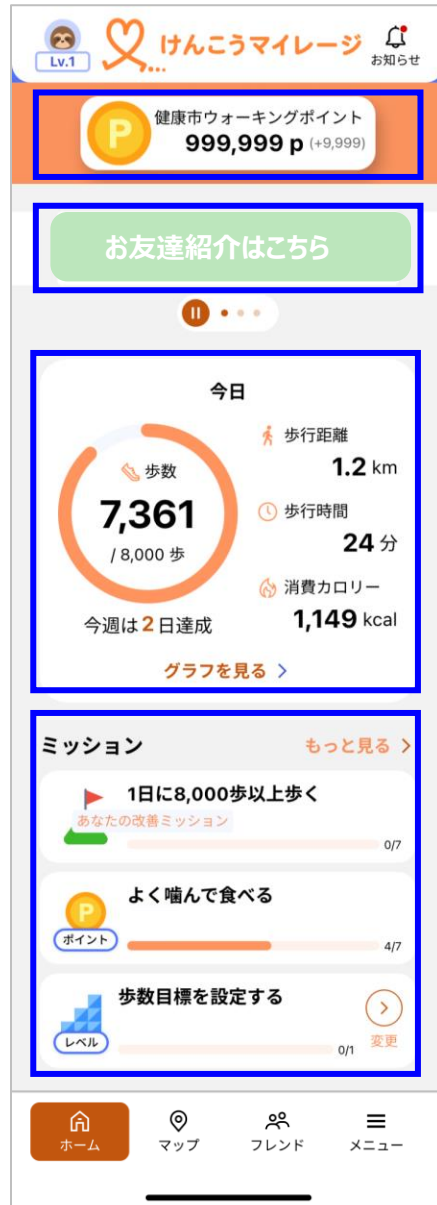 Lv.1
けんこうマイレージ
お知らせ
健康市ウォーキングポイント
P
999,999 p (+9,999)
お友達紹介はこちら
今日
歩数
7,361
/ 8,000 歩
今週は2日達成
歩行距離
1.2 km
歩行時間
24 分
消費カロリー
1,149 kcal
グラフを見る >
ミッション
もっと見る >
1日に8,000歩以上歩く
あなたの改善ミッション
0/7
よく噛んで食べる
P
ポイント
4/7
歩数目標を設定する
レベル
0/1
変更
ホーム
マップ
フレンド
メニュー